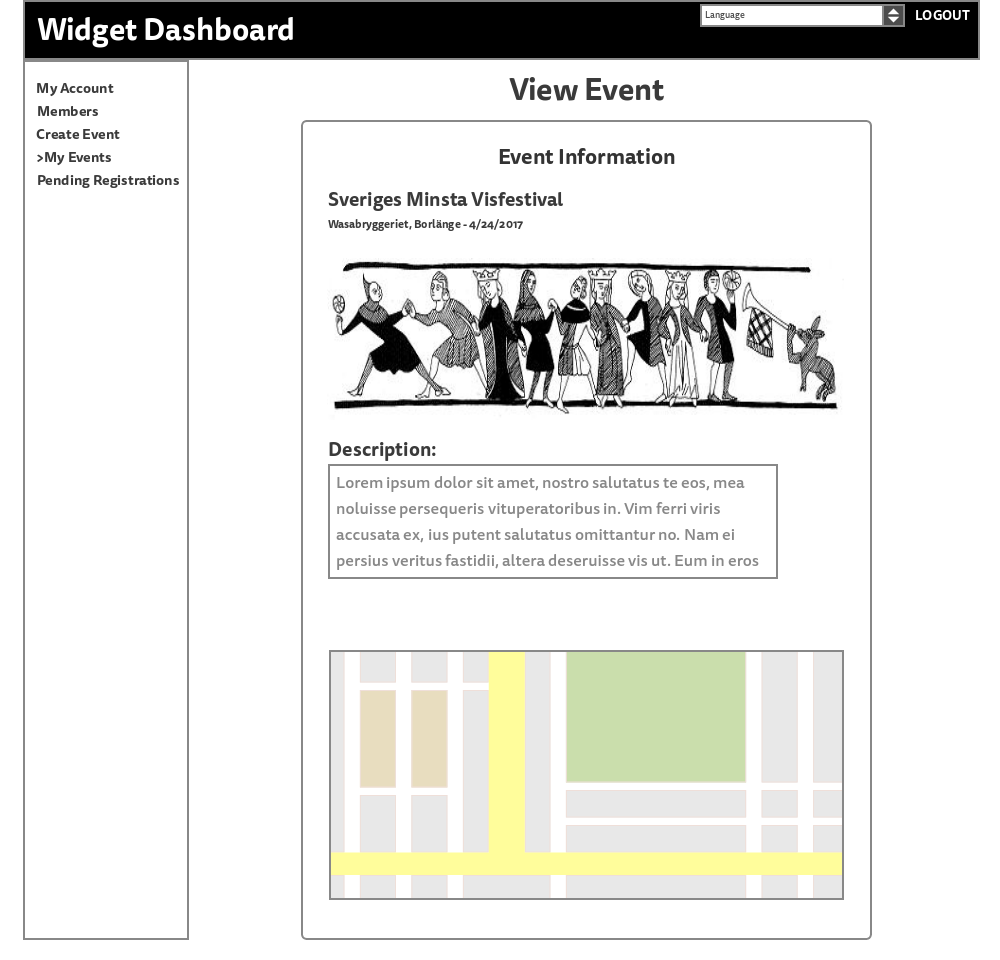 Widget Dashboard
Language
LOGOUT
My Account
Members
Create Event
>My Events
Pending Registrations
View Event
Event Information
Sveriges Minsta Visfestival
Wasabryggeriet, Borlänge - 4/24/2017
Description:
Lorem ipsum dolor sit amet, nostro salutatus te eos, mea
noluisse persequeris vituperatoribus in. Vim ferri viris
accusata ex, ius putent salutatus omittantur no. Nam ei
persius veritus fastidii, altera deseruisse vis ut. Eum in eros